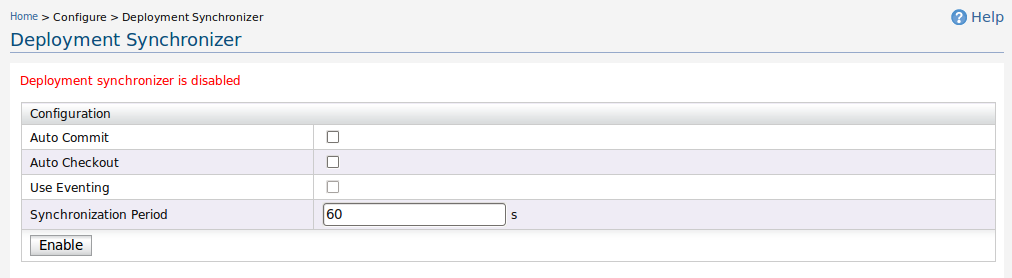 Home > Configure > Deployment Synchronizer
? Help
Deployment Synchronizer
Deployment synchronizer is disabled
Configuration
Auto Commit
Auto Checkout
Use Eventing
Synchronization Period 60 s
Enable